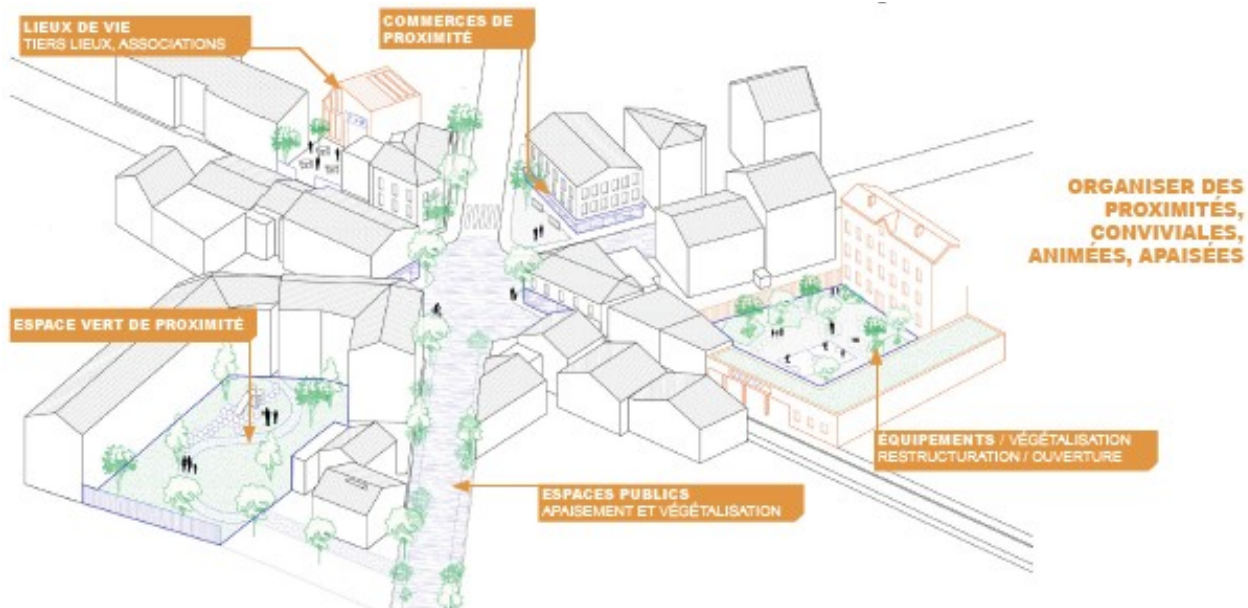 LIEUX DE VIE
TIERS LIEUX, ASSOCIATIONS
COMMERCES DE
PROXIMITÉ
ORGANISER DES
PROXIMITÉS,
CONVIVIALES,
ANIMÉES, APAISÉES
ESPACE VERT DE PROXIMITÉ
ÉQUIPEMENTS / VÉGÉTALISATION
RESTRUCTURATION / OUVERTURE
ESPACES PUBLICS
APAISEMENT ET VÉGÉTALISATION